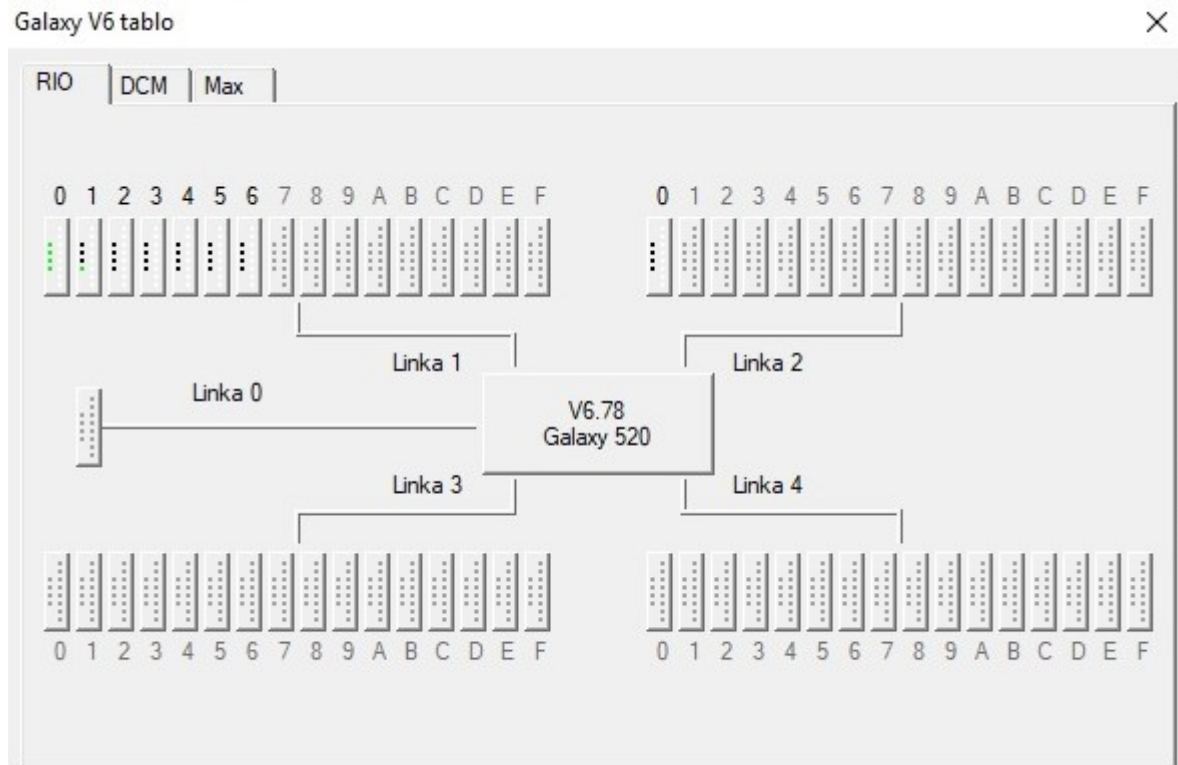 Galaxy V6 tablo
RIO DCM Max
0 1 2 3 4 5 6 7 8 9 A B C D E F 0 1 2 3 4 5 6 7 8 9 A B C D E F
Linka 1 Linka 2
Linka 0
V6.78
Galaxy 520
Linka 3 Linka 4
0 1 2 3 4 5 6 7 8 9 A B C D E F 0 1 2 3 4 5 6 7 8 9 A B C D E F